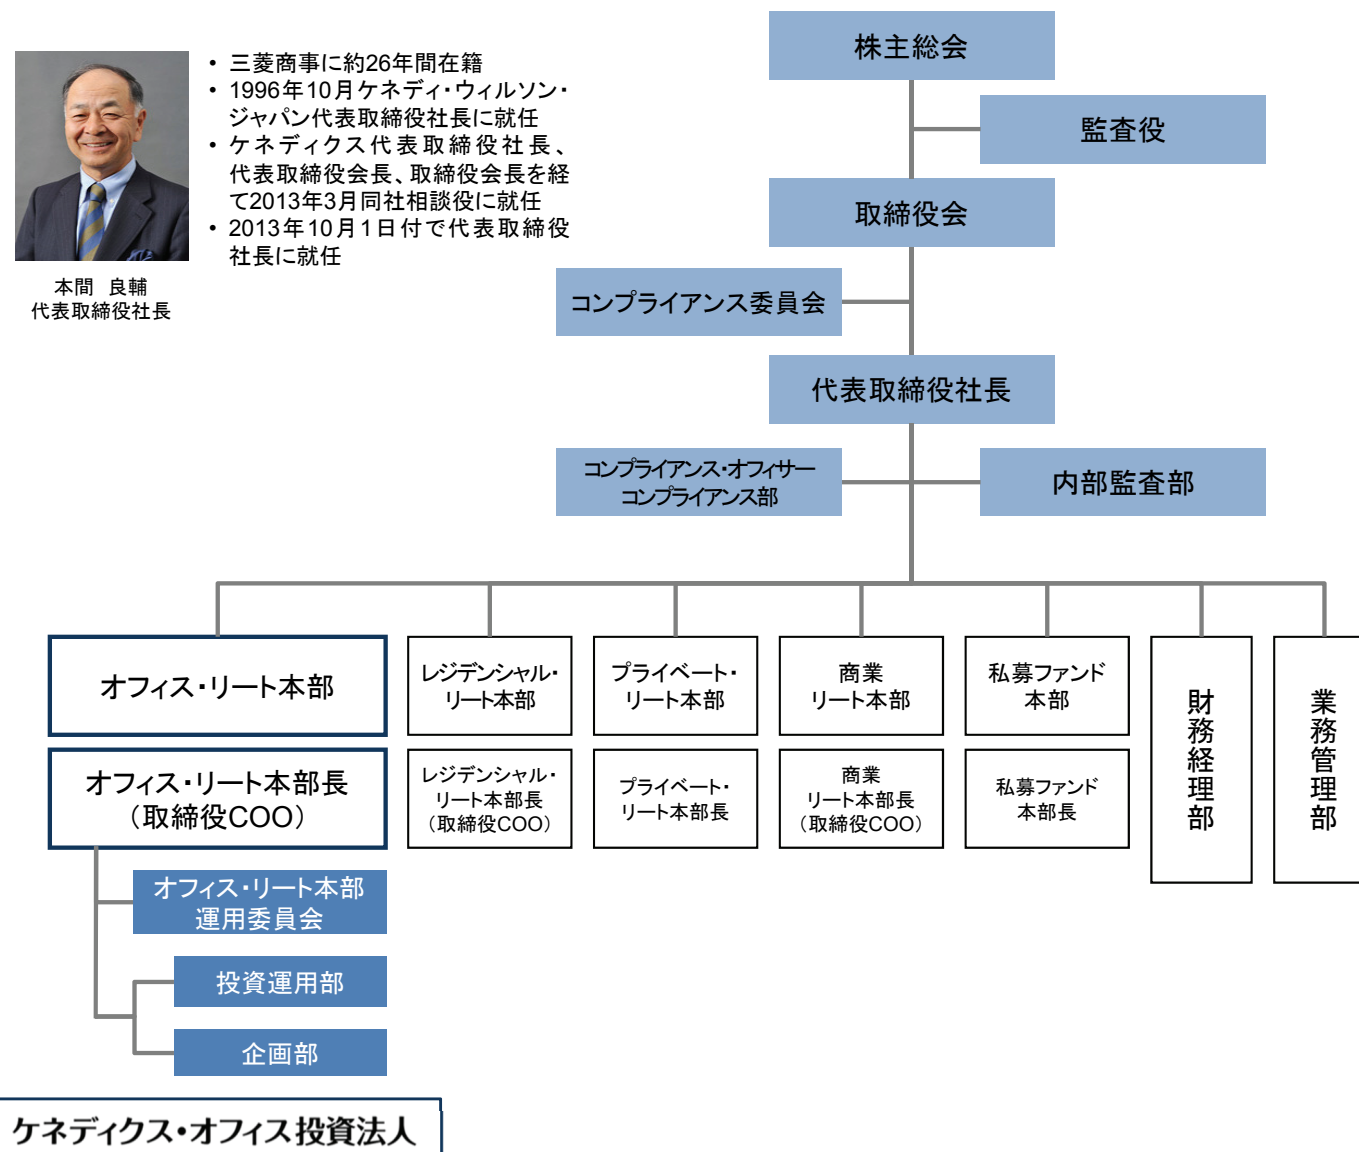 • 三菱商事に約26年間在籍
• 1996年10月ケネディ・ウィルソン・
ジャパン代表取締役社長に就任
• ケネディクス代表取締役社長、
代表取締役会長、取締役会長を経
て2013年3月同社相談役に就任
• 2013年10月1日付で代表取締役
社長に就任
本間　良輔
代表取締役社長
株主総会
監査役
取締役会
コンプライアンス委員会
代表取締役社長
コンプライアンス・オフィサー
コンプライアンス部
内部監査部
オフィス・リート本部
レジデンシャル・
リート本部
プライベート・
リート本部
商業
リート本部
私募ファンド
本部
財務経理部
業務管理部
オフィス・リート本部長
（取締役COO）
レジデンシャル・
リート本部長
（取締役COO）
プライベート・
リート本部長
商業
リート本部長
（取締役COO）
私募ファンド
本部長
オフィス・リート本部
運用委員会
投資運用部
企画部
ケネディクス・オフィス投資法人